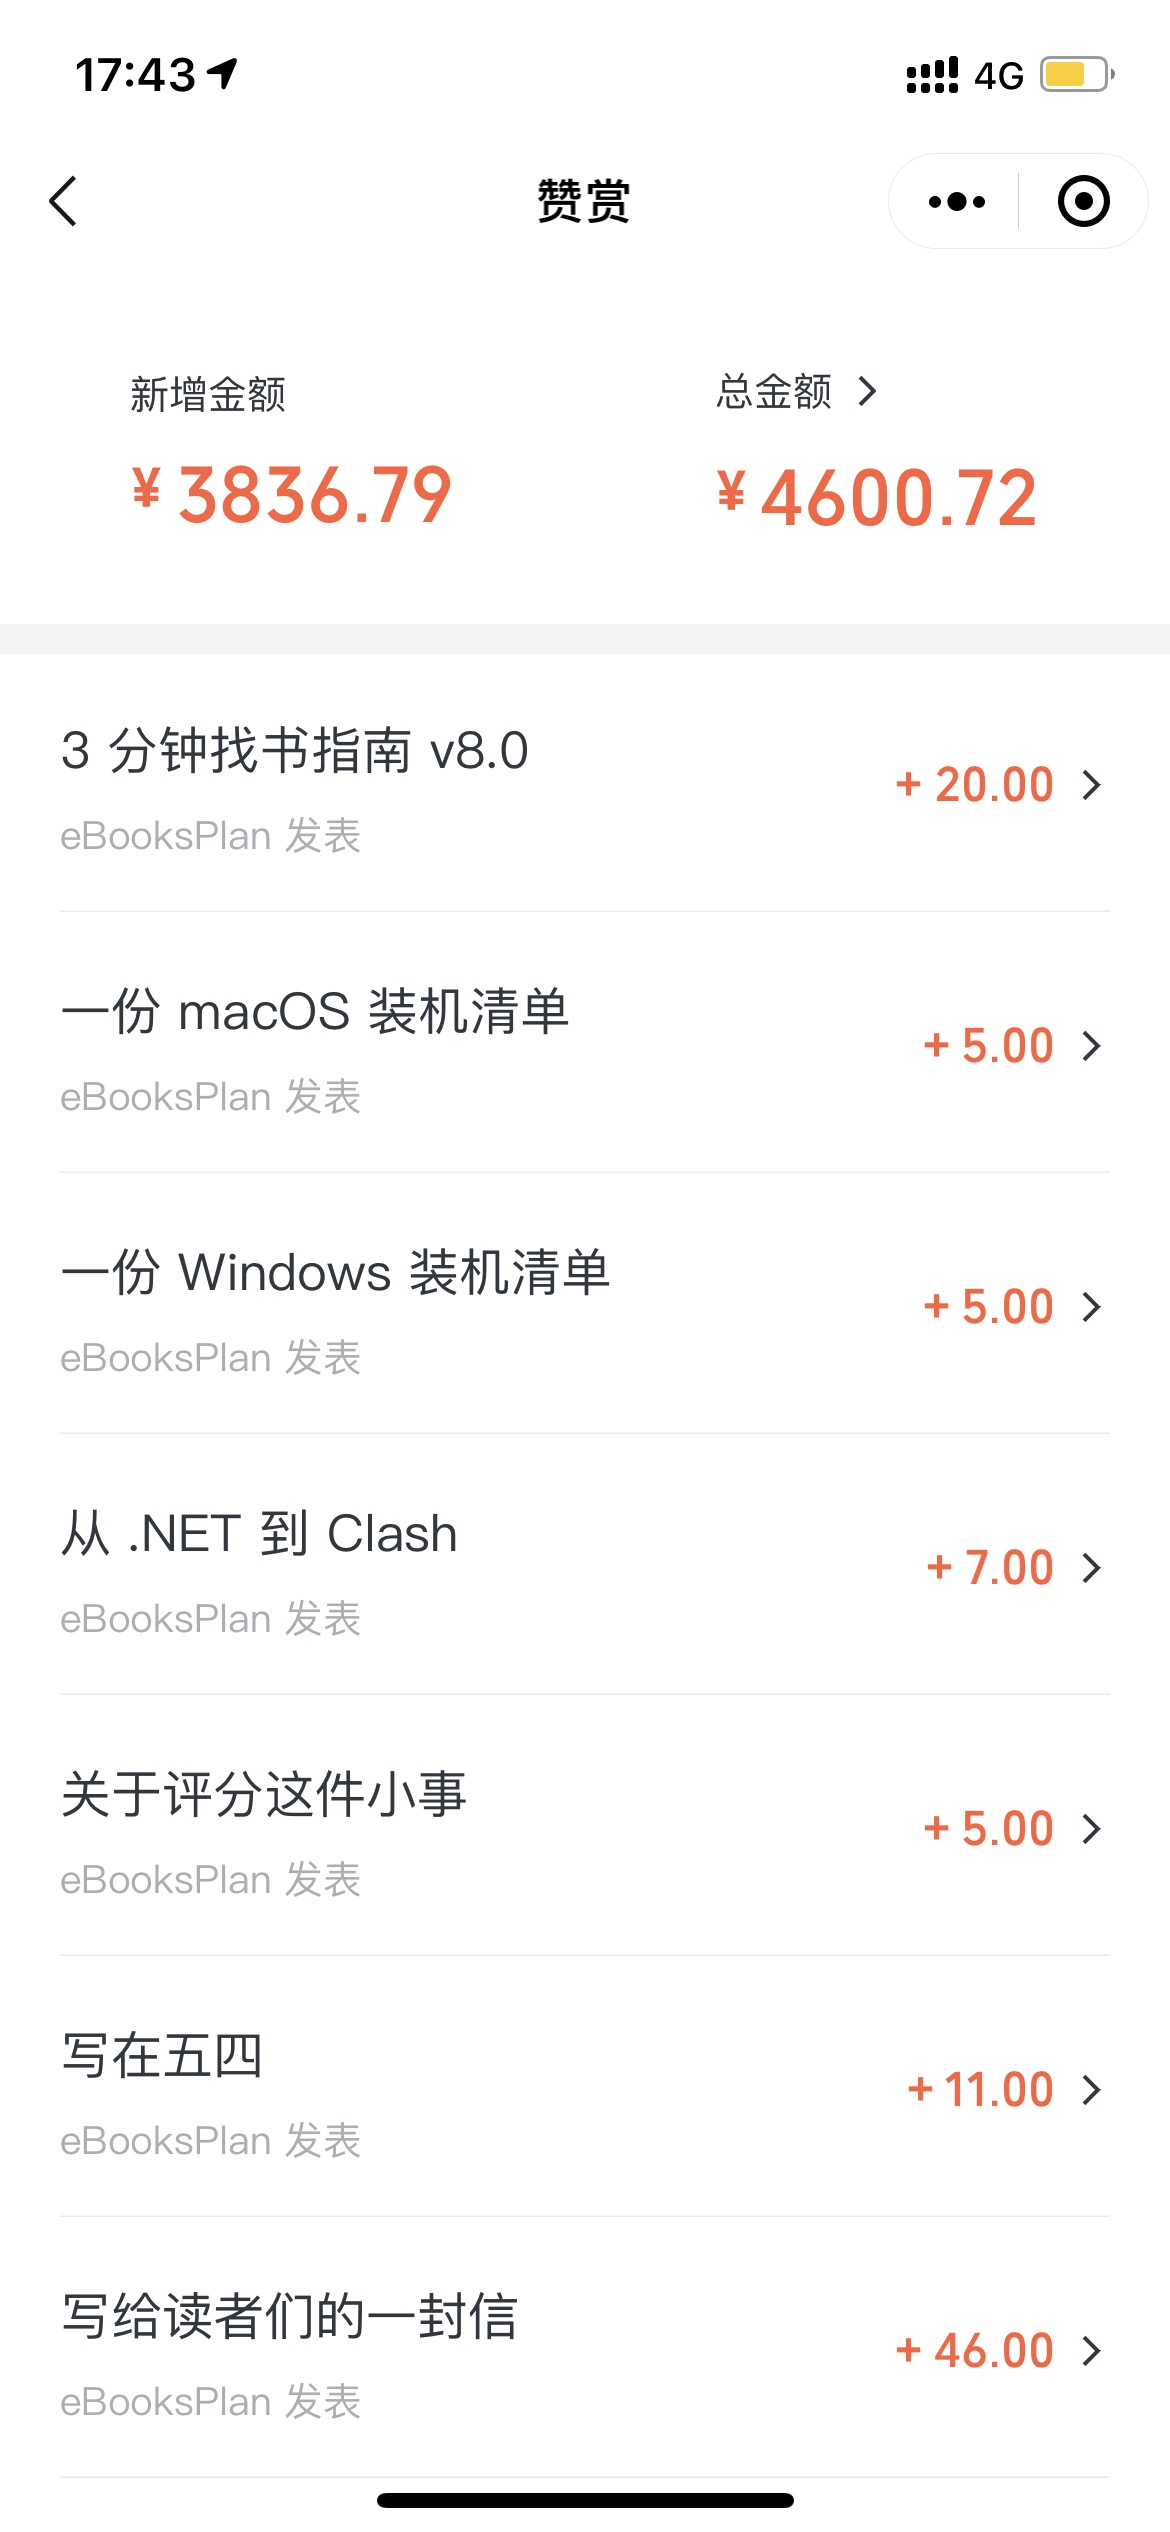 17:43 4G
赞赏
新增金额 总金额
¥ 3836.79 ¥ 4600.72
3 分钟找书指南 v8.0
+ 20.00
eBooksPlan 发表
一份 macOS 装机清单
+ 5.00
eBooksPlan 发表
一份 Windows 装机清单
+ 5.00
eBooksPlan 发表
从 .NET 到 Clash
+ 7.00
eBooksPlan 发表
关于评分这件小事
+ 5.00
eBooksPlan 发表
写在五四
+ 11.00
eBooksPlan 发表
写给读者们的一封信
+ 46.00
eBooksPlan 发表